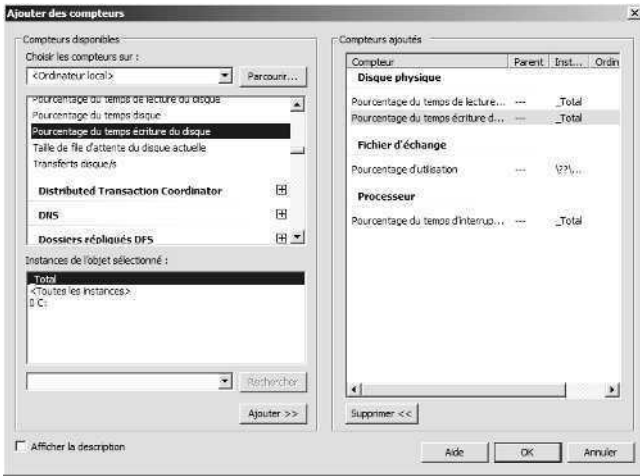 Ajouter des compteurs
Compteurs disponibles
Choisir les compteurs sur :
<Ordinateur local>
Parcourir...
Pourcentage du temps de lecture du disque
Pourcentage du temps disque
Pourcentage du temps écriture du disque
Taille de file d'attente du disque actuelle
Transferts disque/s
Distributed Transaction Coordinator
DNS
Dossiers répliqués DFS
Instances de l'objet sélectionné :
_Total
<Toutes les instances>
0 C:
Rechercher
Ajouter >>
Afficher la description
Compteurs ajoutés
Compteur Parent Inst... Ordin
Disque physique
Pourcentage du temps de lecture... --- _Total
Pourcentage du temps écriture d... --- _Total
Fichier d'échange
Pourcentage d'utilisation --- \??\...
Processeur
Pourcentage du temps d'interrup... --- _Total
Supprimer <<
Aide OK Annuler